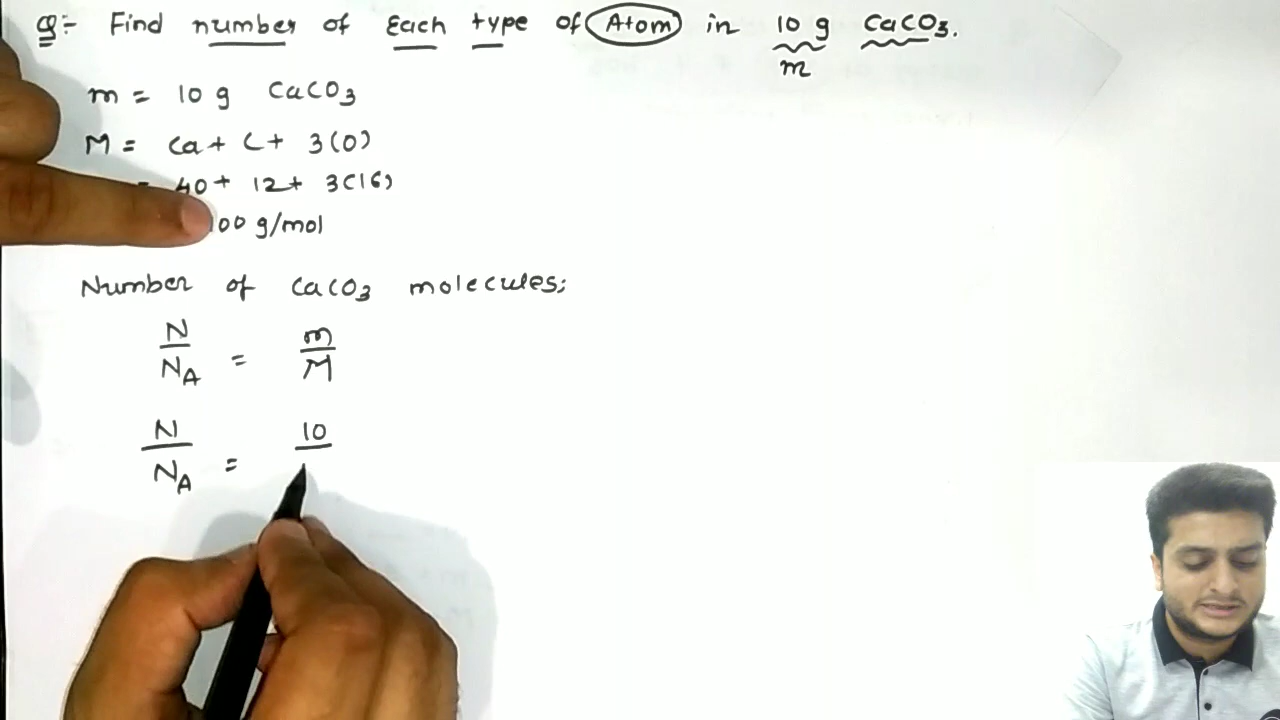 Q:- Find number of Each type of Atom in 10 g CaCO3.
m
m = 10 g CaCO3
M = Ca + C + 3(O)
= 40 + 12 + 3(16)
100 g/mol
Number of CaCO3 molecules;
N/NA = m/M
N/NA = 10